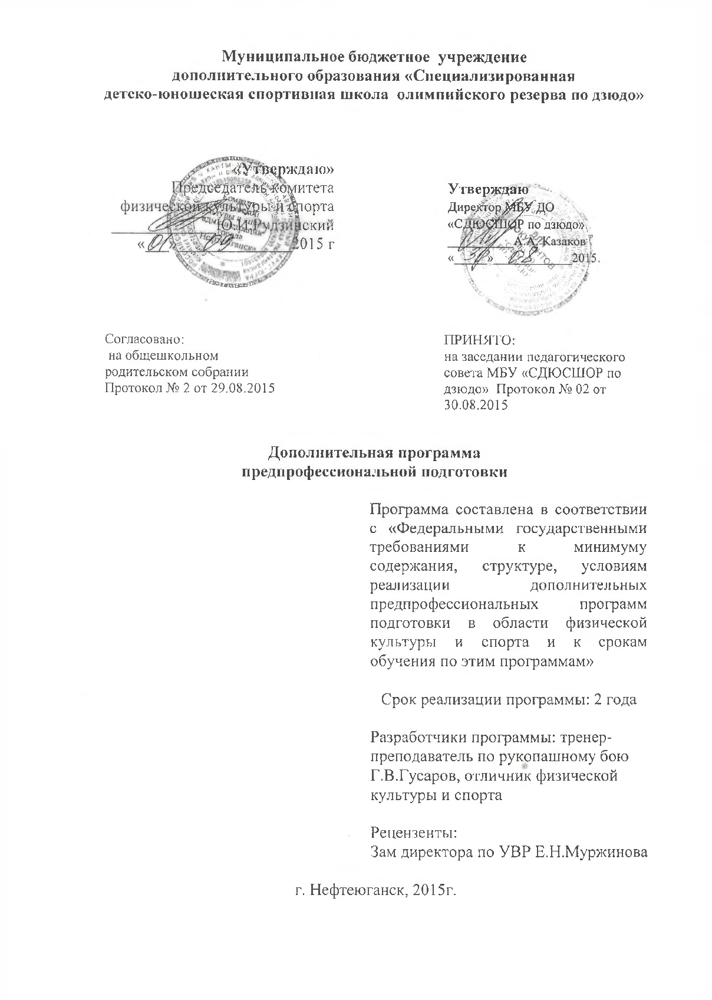 Муниципальное бюджетное учреждение
дополнительного образования «Специализированная
детско-юношеская спортивная школа олимпийского резерва по дзюдо»
«Утверждаю»
Председатель комитета
физической культуры и спорта
Ю.И. Рудзинский
«01» 09 2015 г
Утверждаю
Директор МБУ ДО
«СДЮСШОР по дзюдо»
А.А. Казаков
«30» 08 2015.
Согласовано:
на общешкольном
родительском собрании
Протокол № 2 от 29.08.2015
ПРИНЯТО:
на заседании педагогического
совета МБУ «СДЮСШОР по
дзюдо» Протокол № 02 от
30.08.2015
Дополнительная программа
предпрофессиональной подготовки
Программа составлена в соответствии
с «Федеральными государственными
требованиями к минимуму
содержания, структуре, условиям
реализации дополнительных
предпрофессиональных программ
подготовки в области физической
культуры и спорта и к срокам
обучения по этим программам»
Срок реализации программы: 2 года
Разработчики программы: тренер-
преподаватель по рукопашному бою
Г.В.Гусаров, отличник физической
культуры и спорта
Рецензенты:
Зам директора по УВР Е.Н.Муржинова
г. Нефтеюганск, 2015г.